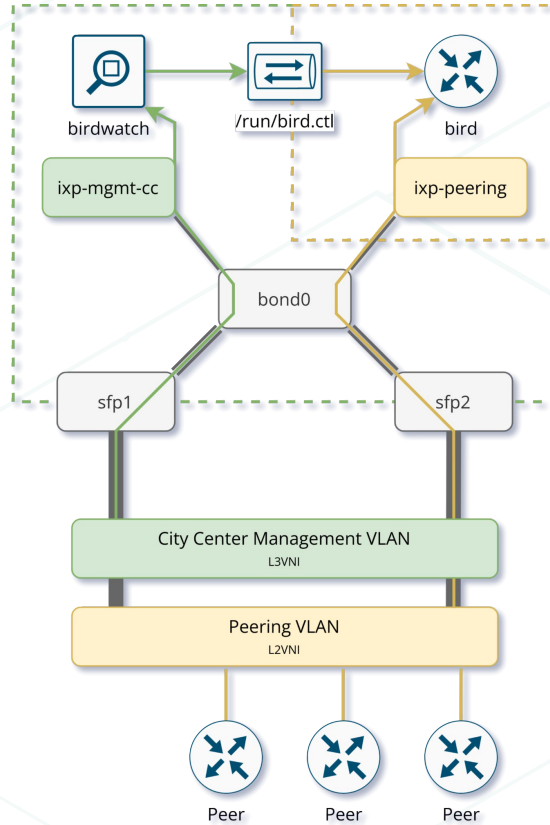 birdwatch
/run/bird.ctl
bird
ixp-mgmt-cc
ixp-peering
bond0
sfp1
sfp2
City Center Management VLAN
L3VNI
Peering VLAN
L2VNI
Peer
Peer
Peer